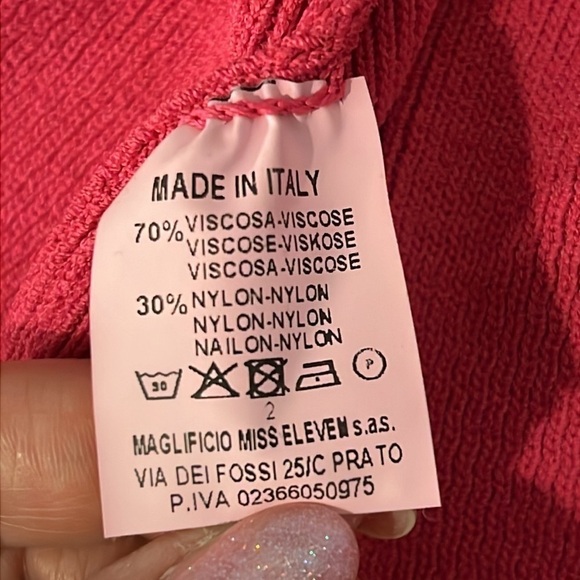 MADE IN ITALY
70% VISCOSA-VISCOSE
VISCOSE-VISKOSE
VISCOSA-VISCOSE
30% NYLON-NYLON
NYLON-NYLON
NAILON-NYLON
30 P
2
MAGLIFICIO MISS ELEVEN s.a.s.
VIA DEI FOSSI 25/C PRATO
P.IVA 02366050975